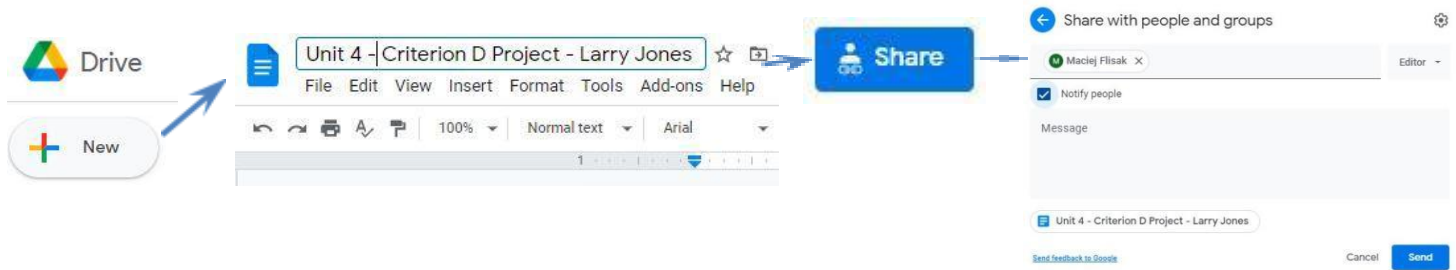 Drive
New
Unit 4 - Criterion D Project - Larry Jones
File Edit View Insert Format Tools Add-ons Help
100% Normal text Arial
1
Share
Share with people and groups
M Maciej Flisak
Editor
Notify people
Message
Unit 4 - Criterion D Project - Larry Jones
Send feedback to Google
Cancel Send